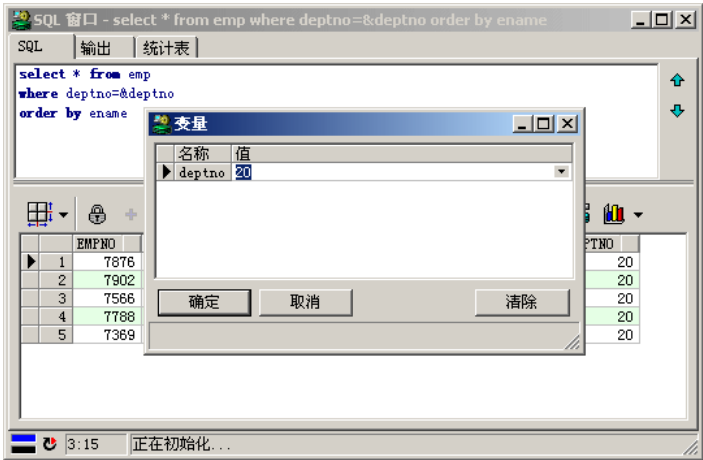 SQL 窗口 - select * from emp where deptno=&deptno order by ename
SQL 输出 统计表
select * from emp
where deptno=&deptno
order by ename
变量
名称 值
deptno 20
确定 取消 清除
EMPNO PTNO
1 7876 20
2 7902 20
3 7566 20
4 7788 20
5 7369 20
3:15 正在初始化...